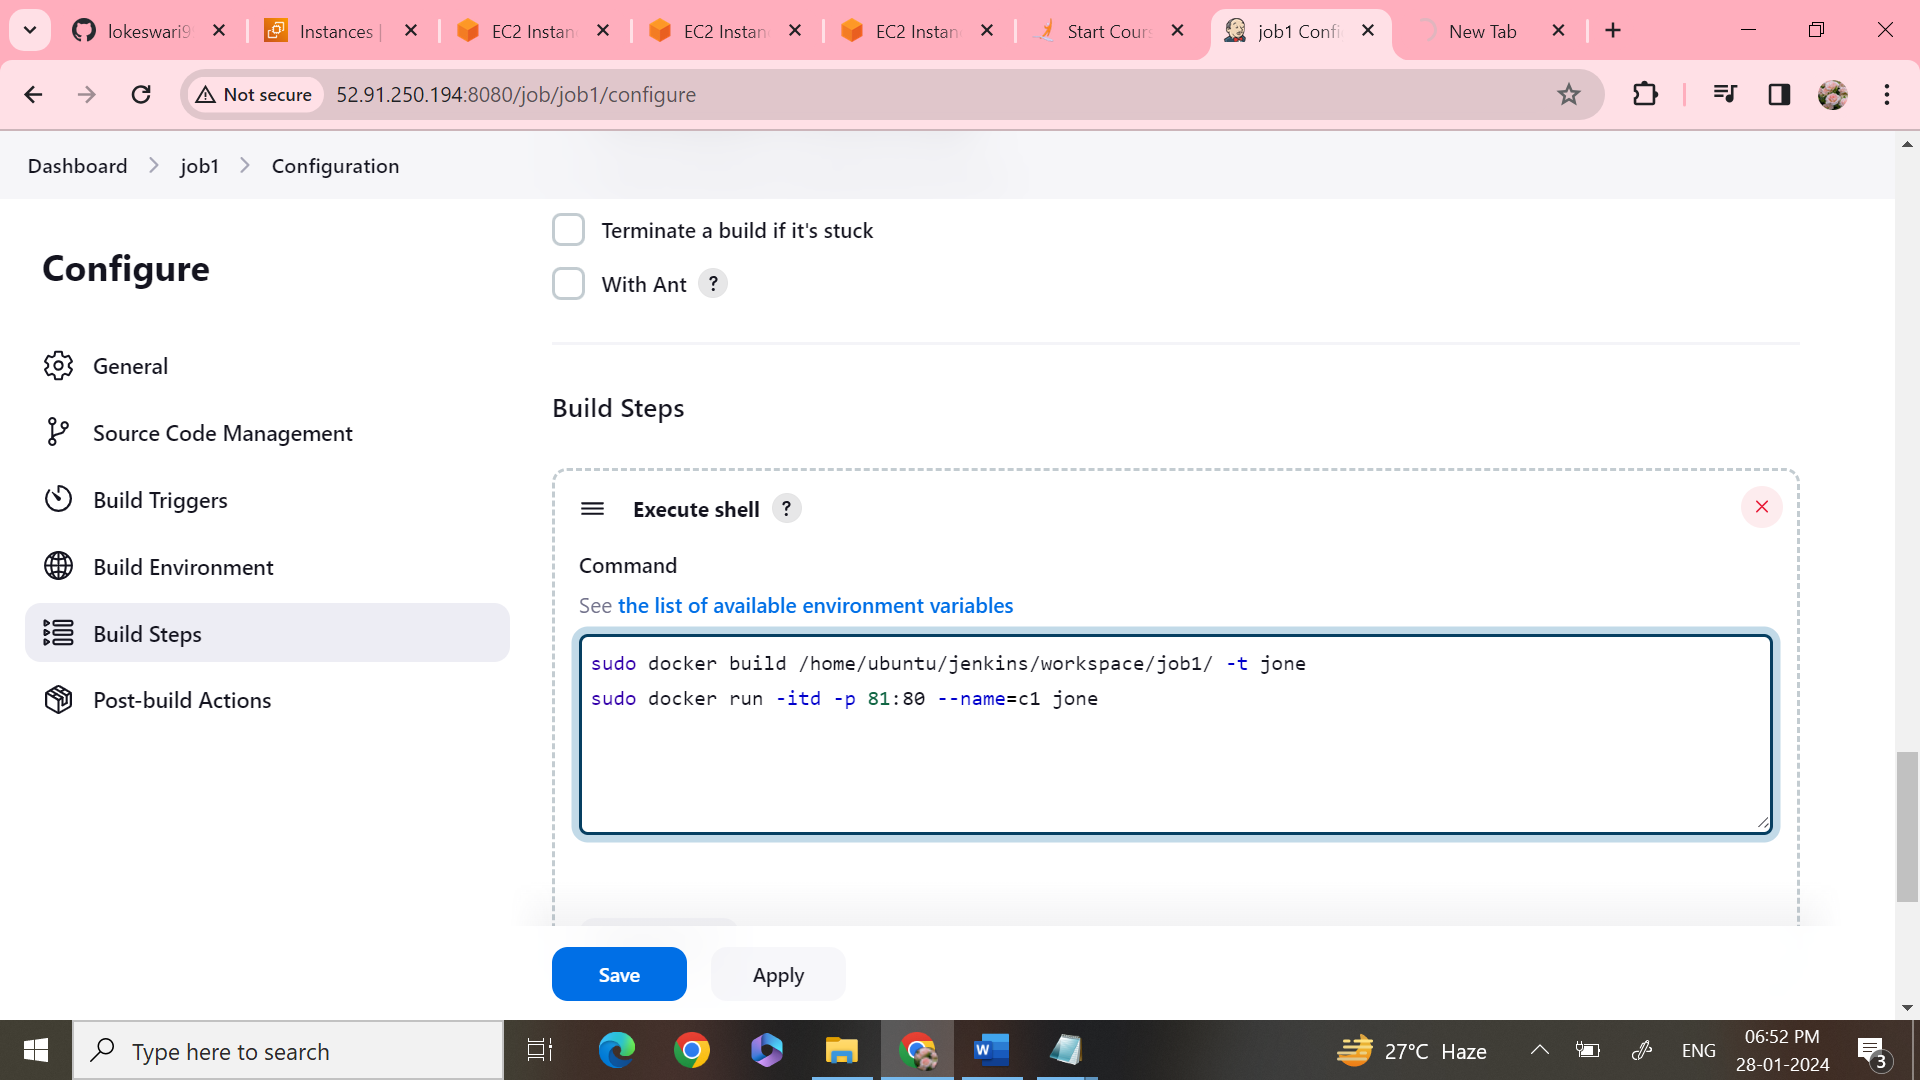 lokeswari9
Instances |
EC2 Instan
EC2 Instan
EC2 Instan
Start Cours
job1 Confi
New Tab
Not secure
52.91.250.194:8080/job/job1/configure
Dashboard
job1
Configuration
Terminate a build if it's stuck
With Ant ?
Configure
General
Source Code Management
Build Triggers
Build Environment
Build Steps
Post-build Actions
Build Steps
Execute shell ?
Command
See the list of available environment variables
sudo docker build /home/ubuntu/jenkins/workspace/job1/ -t jone
sudo docker run -itd -p 81:80 --name=c1 jone
Save
Apply
Type here to search
W
27°C Haze
ENG
06:52 PM
28-01-2024
3